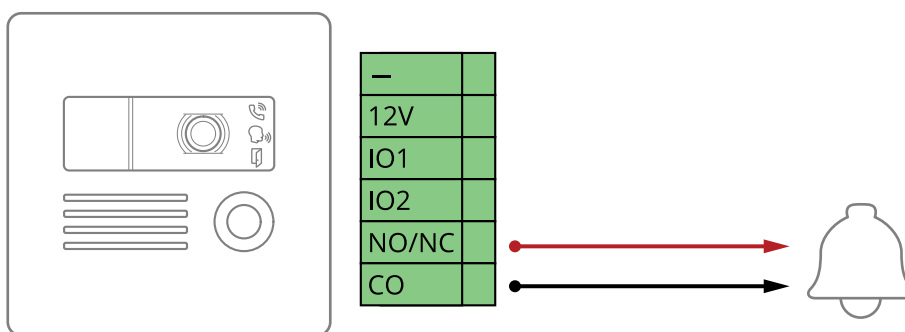 –
12V
IO1
IO2
NO/NC
CO